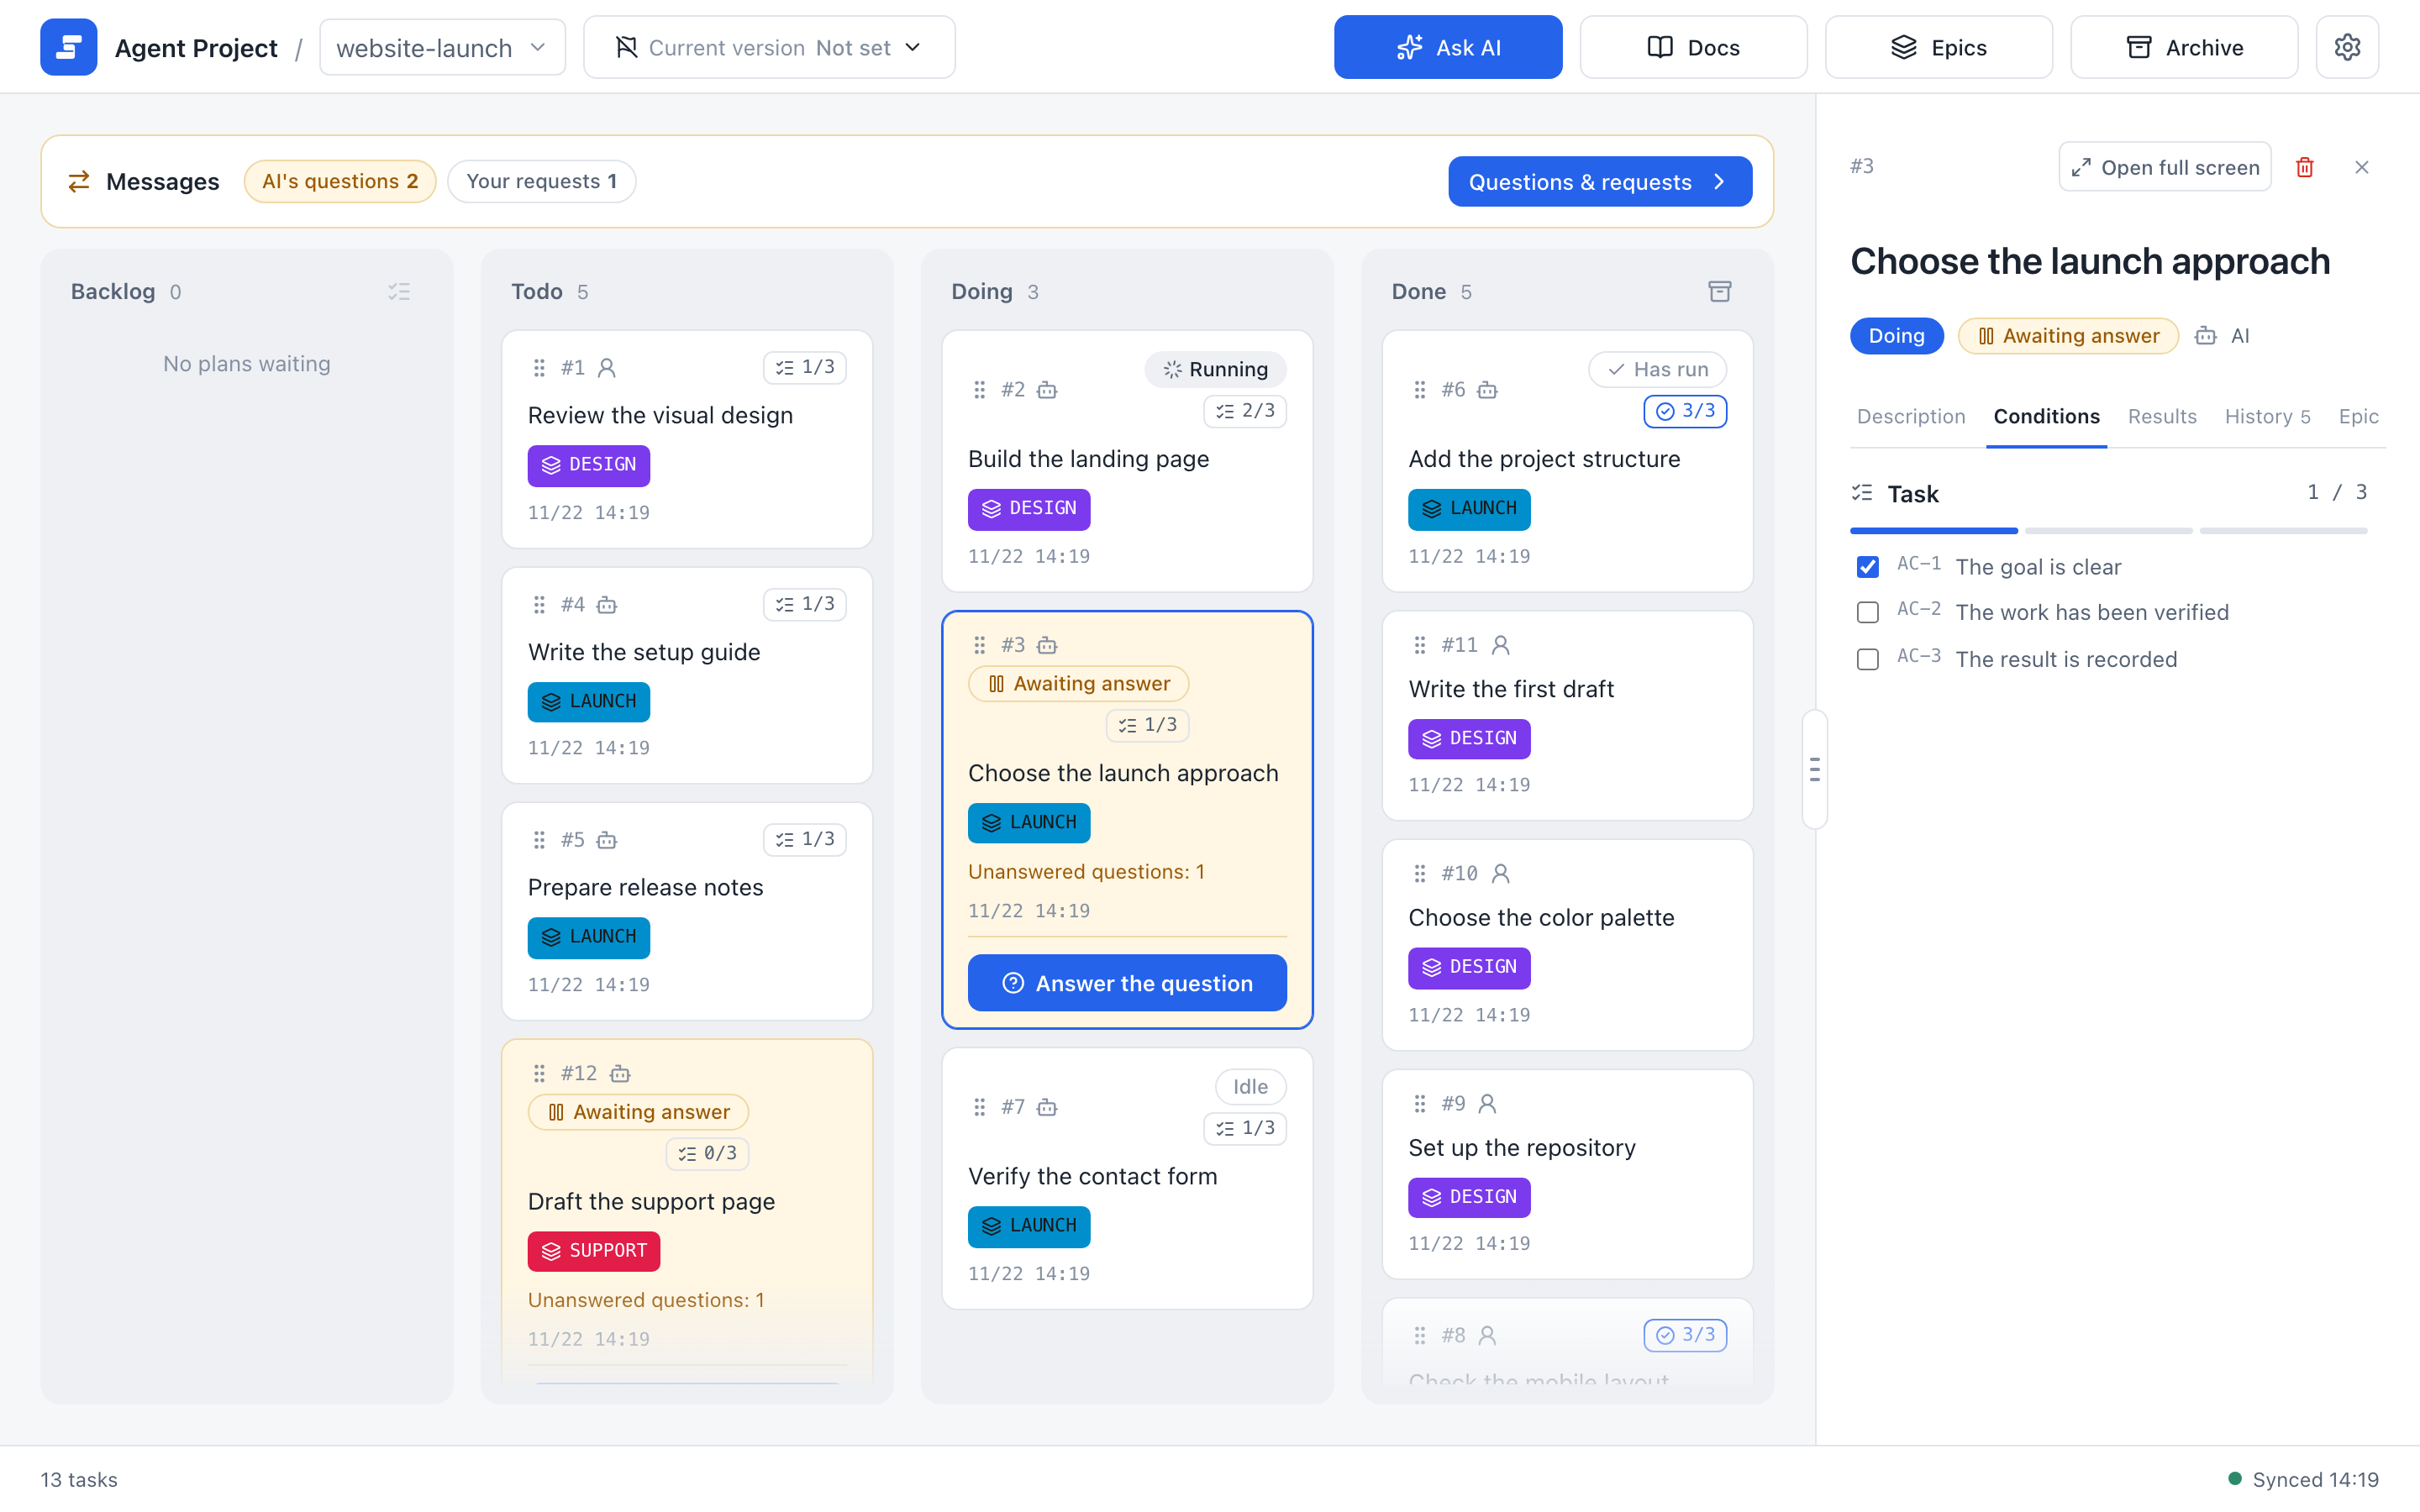 Agent Project / website-launch
Current version Not set
Ask AI
Docs
Epics
Archive
Messages
AI's questions 2
Your requests 1
Questions & requests
Backlog 0
No plans waiting
Todo 5
#1
1/3
Review the visual design
DESIGN
11/22 14:19
#4
1/3
Write the setup guide
LAUNCH
11/22 14:19
#5
1/3
Prepare release notes
LAUNCH
11/22 14:19
#12
Awaiting answer
0/3
Draft the support page
SUPPORT
Unanswered questions: 1
11/22 14:19
Doing 3
Running
#2
2/3
Build the landing page
DESIGN
11/22 14:19
#3
Awaiting answer
1/3
Choose the launch approach
LAUNCH
Unanswered questions: 1
11/22 14:19
Answer the question
Idle
#7
1/3
Verify the contact form
LAUNCH
11/22 14:19
Done 5
Has run
#6
3/3
Add the project structure
LAUNCH
11/22 14:19
#11
Write the first draft
DESIGN
11/22 14:19
#10
Choose the color palette
DESIGN
11/22 14:19
#9
Set up the repository
DESIGN
11/22 14:19
#8
3/3
Check the mobile layout
#3
Open full screen
Choose the launch approach
Doing
Awaiting answer
AI
Description
Conditions
Results
History 5
Epic
Task
1 / 3
AC-1 The goal is clear
AC-2 The work has been verified
AC-3 The result is recorded
13 tasks
Synced 14:19